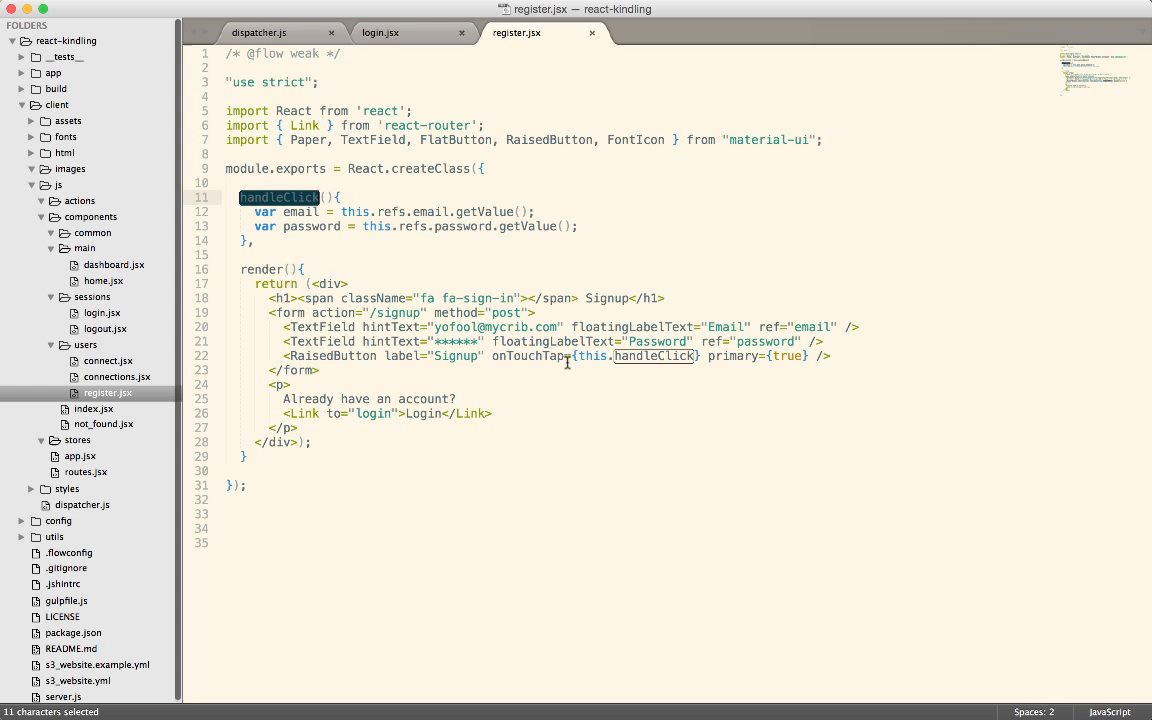 register.jsx — react-kindling
FOLDERS
react-kindling
__tests__
app
build
client
assets
fonts
html
images
js
actions
components
common
main
dashboard.jsx
home.jsx
sessions
login.jsx
logout.jsx
users
connect.jsx
connections.jsx
register.jsx
index.jsx
not_found.jsx
stores
app.jsx
routes.jsx
styles
dispatcher.js
config
utils
.flowconfig
.gitignore
.jshintrc
gulpfile.js
LICENSE
package.json
README.md
s3_website.example.yml
s3_website.yml
server.js
dispatcher.js
login.jsx
register.jsx
1 /* @flow weak */
2
3 "use strict";
4
5 import React from 'react';
6 import { Link } from 'react-router';
7 import { Paper, TextField, FlatButton, RaisedButton, FontIcon } from "material-ui";
8
9 module.exports = React.createClass({
10
11 handleClick(){
12 var email = this.refs.email.getValue();
13 var password = this.refs.password.getValue();
14 },
15
16 render(){
17 return (<div>
18 <h1><span className="fa fa-sign-in"></span> Signup</h1>
19 <form action="/signup" method="post">
20 <TextField hintText="yofool@mycrib.com" floatingLabelText="Email" ref="email" />
21 <TextField hintText="******" floatingLabelText="Password" ref="password" />
22 <RaisedButton label="Signup" onTouchTap={this.handleClick} primary={true} />
23 </form>
24 <p>
25 Already have an account?
26 <Link to="login">Login</Link>
27 </p>
28 </div>);
29 }
30
31 });
32
33
34
35
11 characters selected
Spaces: 2
JavaScript